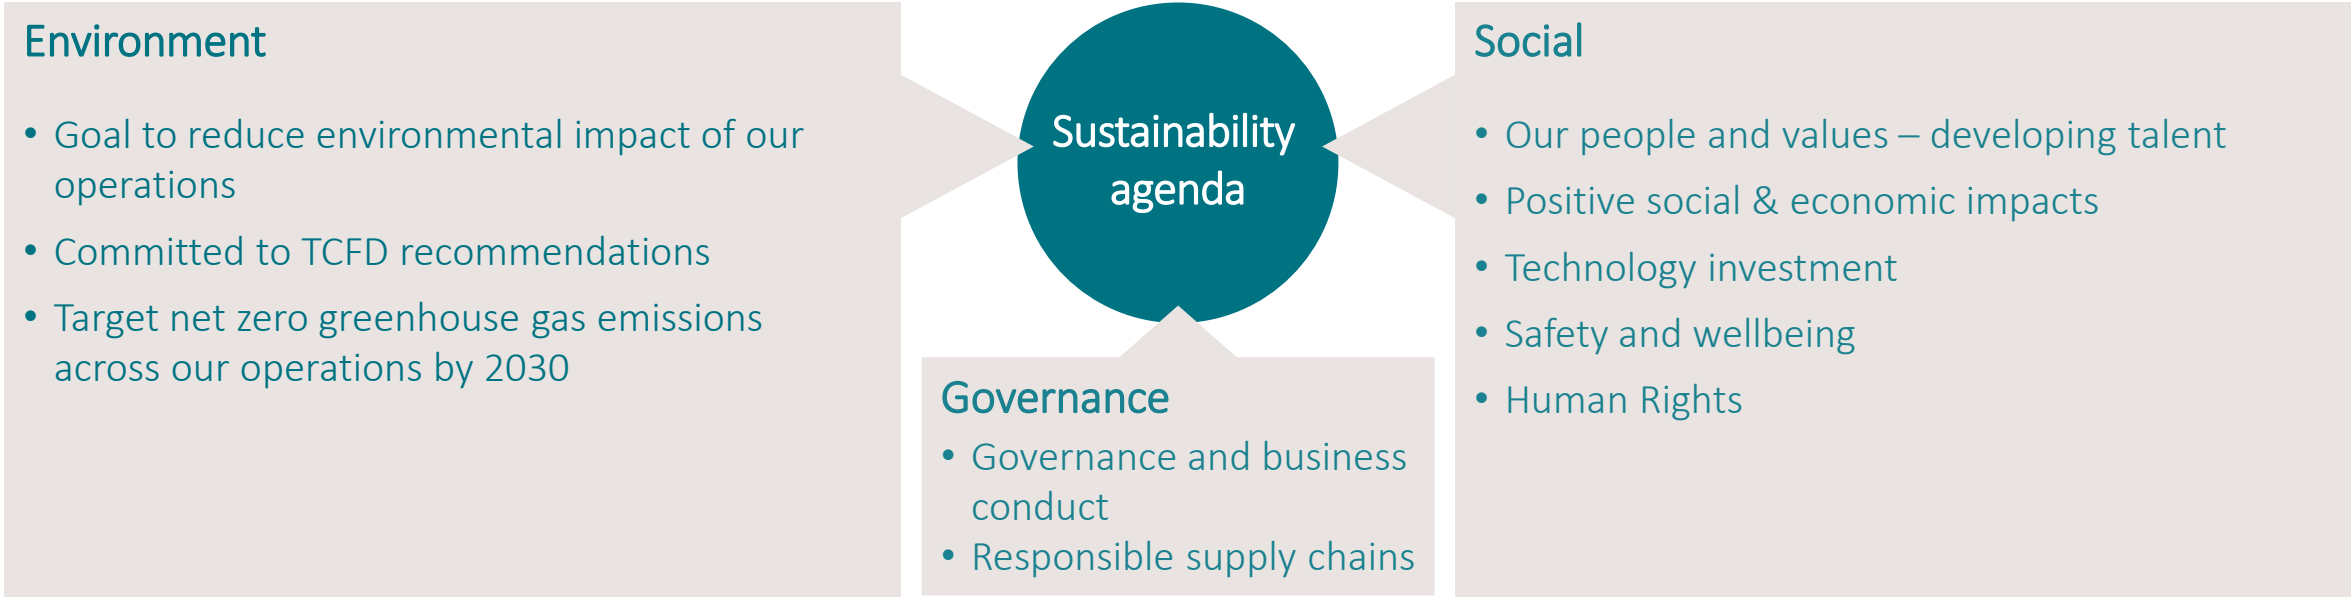 Environment
• Goal to reduce environmental impact of our
operations
• Committed to TCFD recommendations
• Target net zero greenhouse gas emissions
across our operations by 2030
Sustainability
agenda
Governance
• Governance and business
conduct
• Responsible supply chains
Social
• Our people and values – developing talent
• Positive social & economic impacts
• Technology investment
• Safety and wellbeing
• Human Rights